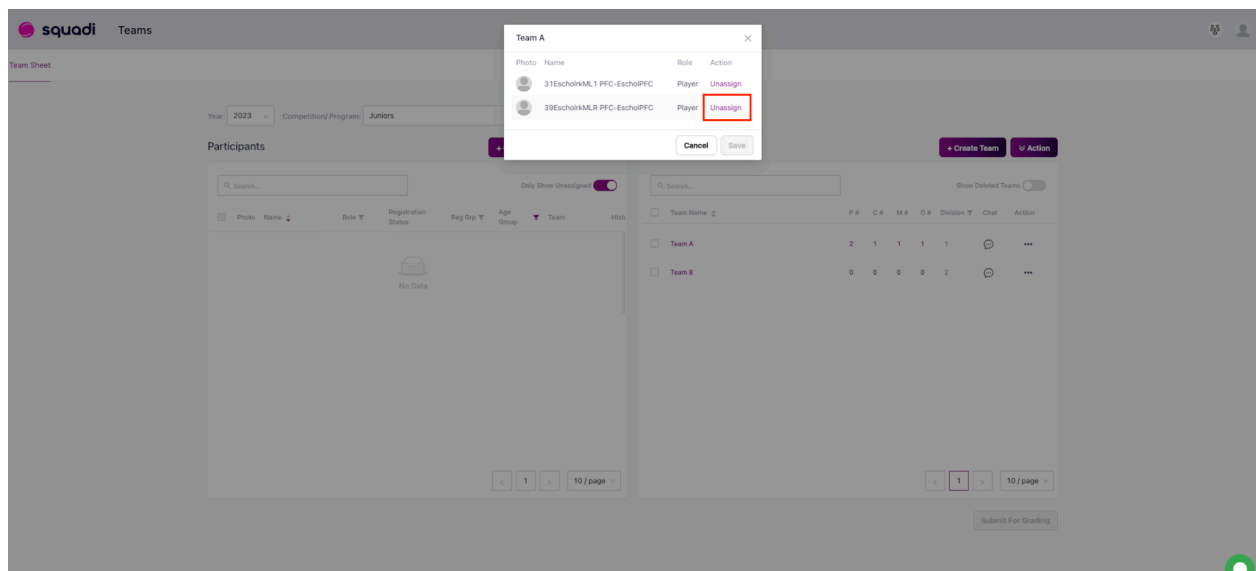 squadi Teams
Team Sheet
Team A
Photo Name Role Action
31EscholrkML1 PFC-EscholPFC Player Unassign
39EscholrkMLR PFC-EscholPFC Player Unassign
Cancel Save
Year: 2023 Competition/ Program: Juniors
Participants
+
+ Create Team Action
Search... Only Show Unassigned
Photo Name Role Registration Status Reg Grp Age Group Team
No Data
< 1 > 10 / page
Search... Show Deleted Teams
Team Name P # C # M # O # Division Chat Action
Team A 2 1 1 1 1
Team B 0 0 0 0 2
< 1 > 10 / page
Submit For Grading